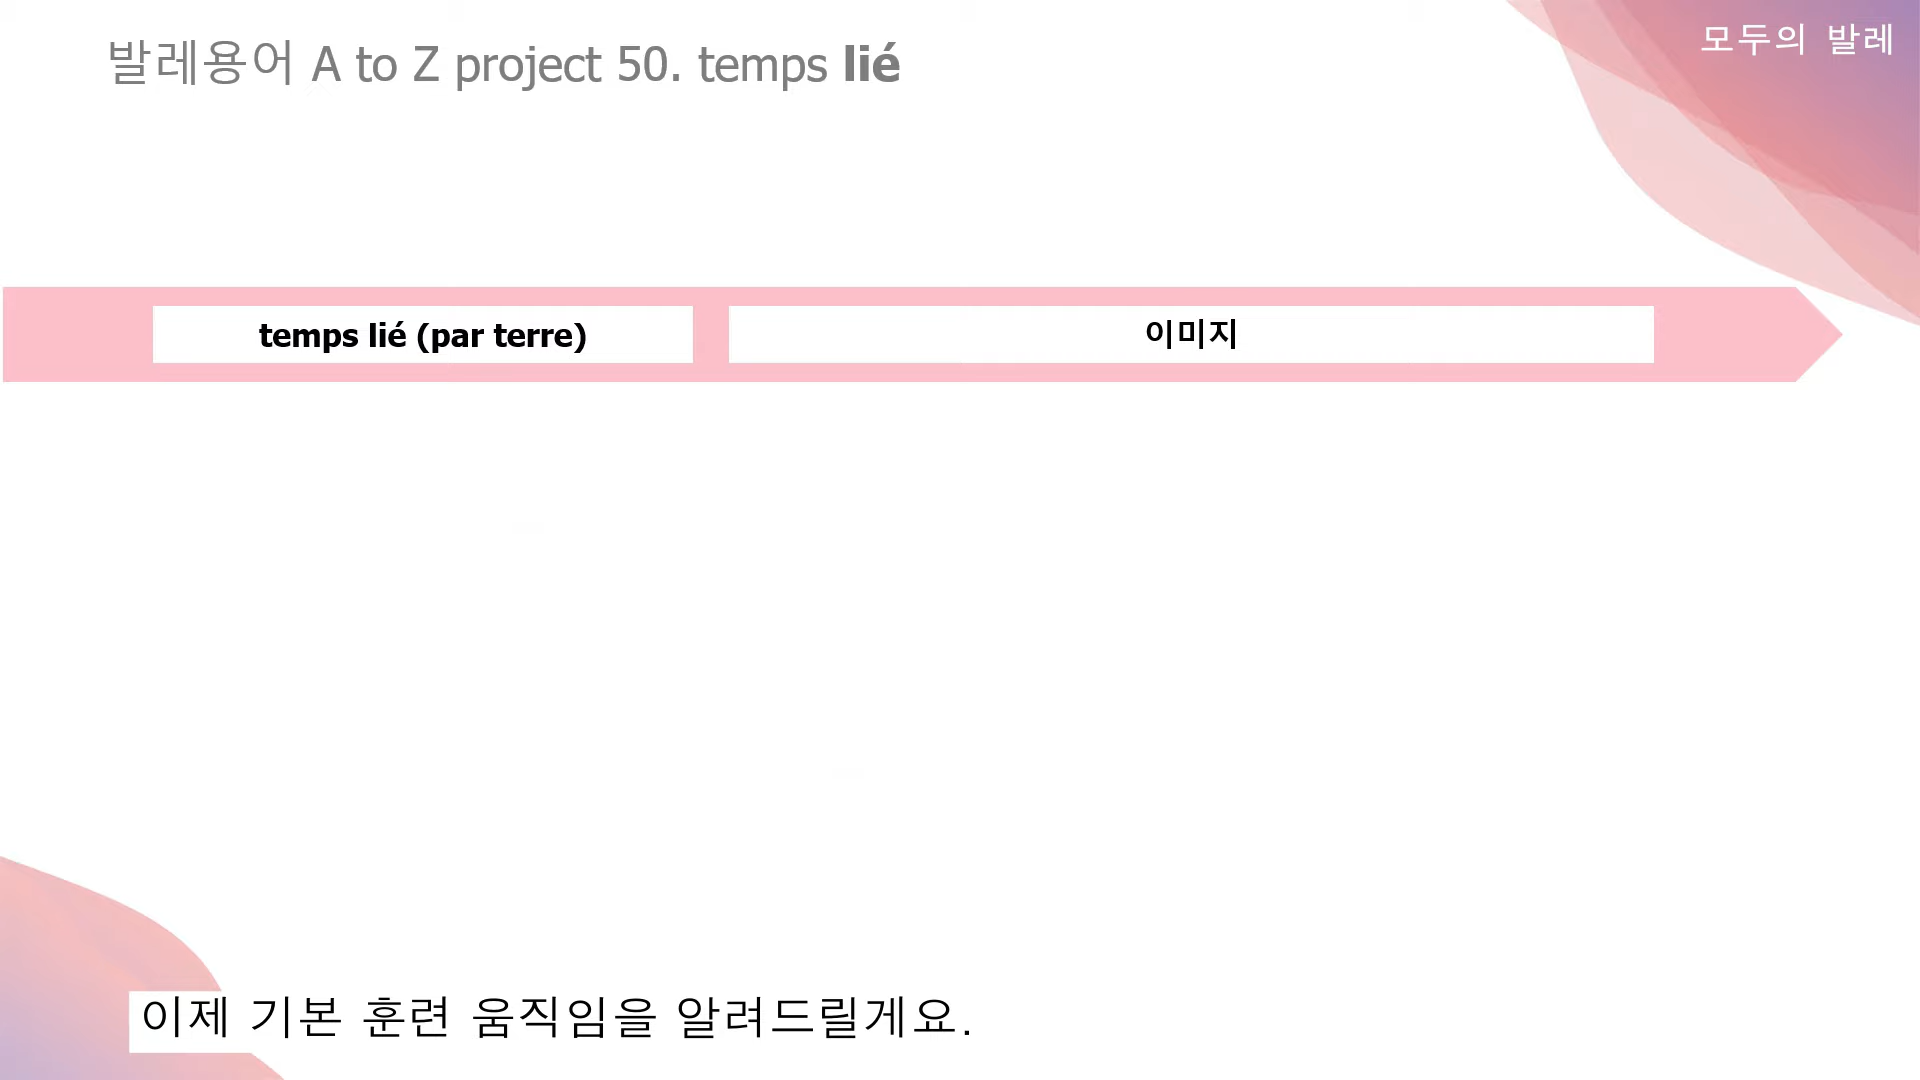 발레용어 A to Z project 50. temps lié
모두의 발레
temps lié (par terre)
이미지
이제 기본 훈련 움직임을 알려드릴게요.